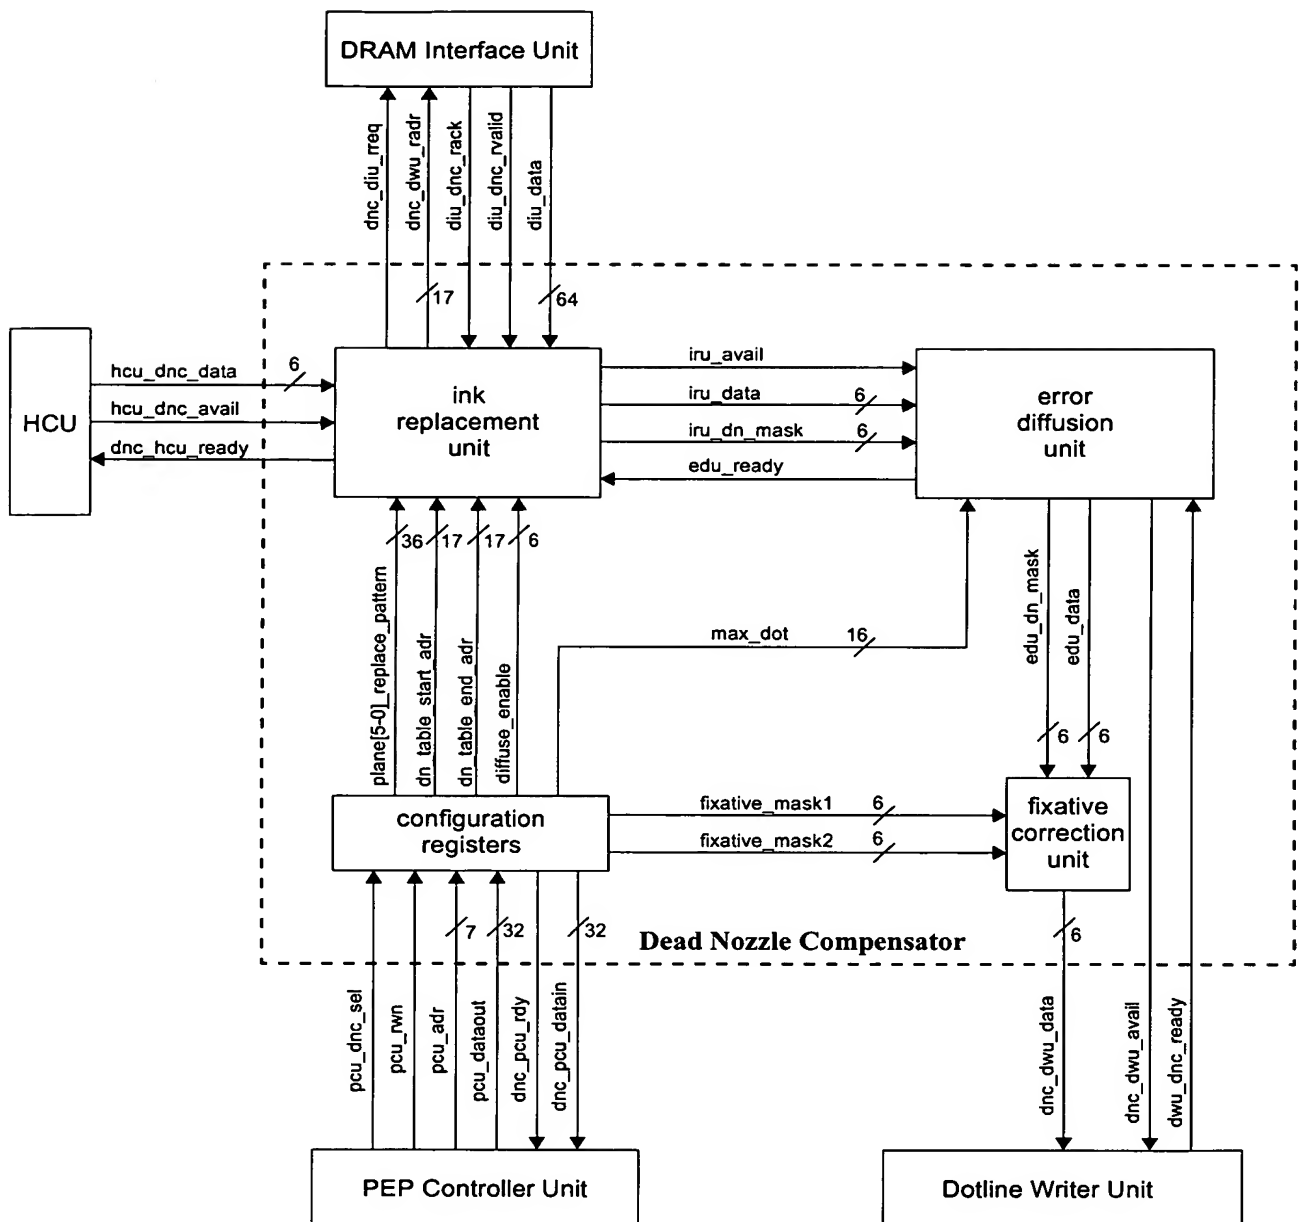 DRAM Interface Unit
dnc_diu_rreq
dnc_dwu_radr
diu_dnc_rack
diu_dnc_rvalid
diu_data
17
64
HCU
hcu_dnc_data
6
hcu_dnc_avail
dnc_hcu_ready
ink
replacement
unit
iru_avail
iru_data
6
iru_dn_mask
6
edu_ready
error
diffusion
unit
36
17
17
6
plane[5-0]_replace_pattern
dn_table_start_adr
dn_table_end_adr
diffuse_enable
max_dot
16
edu_dn_mask
edu_data
6
6
configuration
registers
fixative_mask1
6
fixative_mask2
6
fixative
correction
unit
7
32
32
6
Dead Nozzle Compensator
pcu_dnc_sel
pcu_rwn
pcu_adr
pcu_dataout
dnc_pcu_rdy
dnc_pcu_datain
dnc_dwu_data
dnc_dwu_avail
dwu_dnc_ready
PEP Controller Unit
Dotline Writer Unit